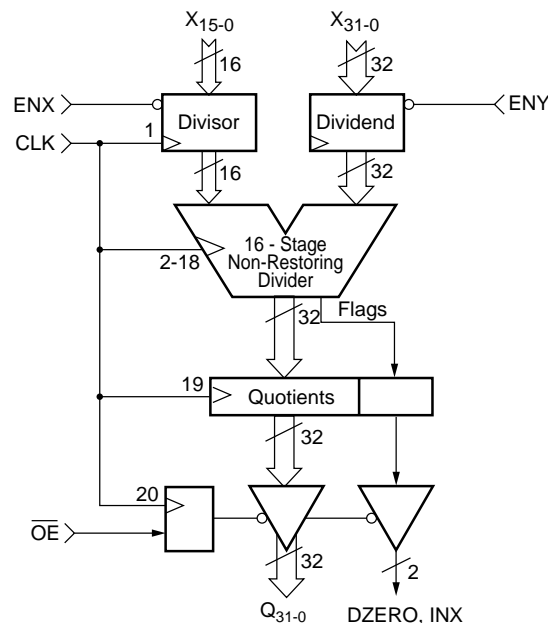 X15-0 X31-0
16 32
ENX ENY
Divisor Dividend
CLK 1
16 32
16 - Stage
Non-Restoring
Divider
2-18
32 Flags
19 Quotients
32
20
OE
32 2
Q31-0 DZERO, INX